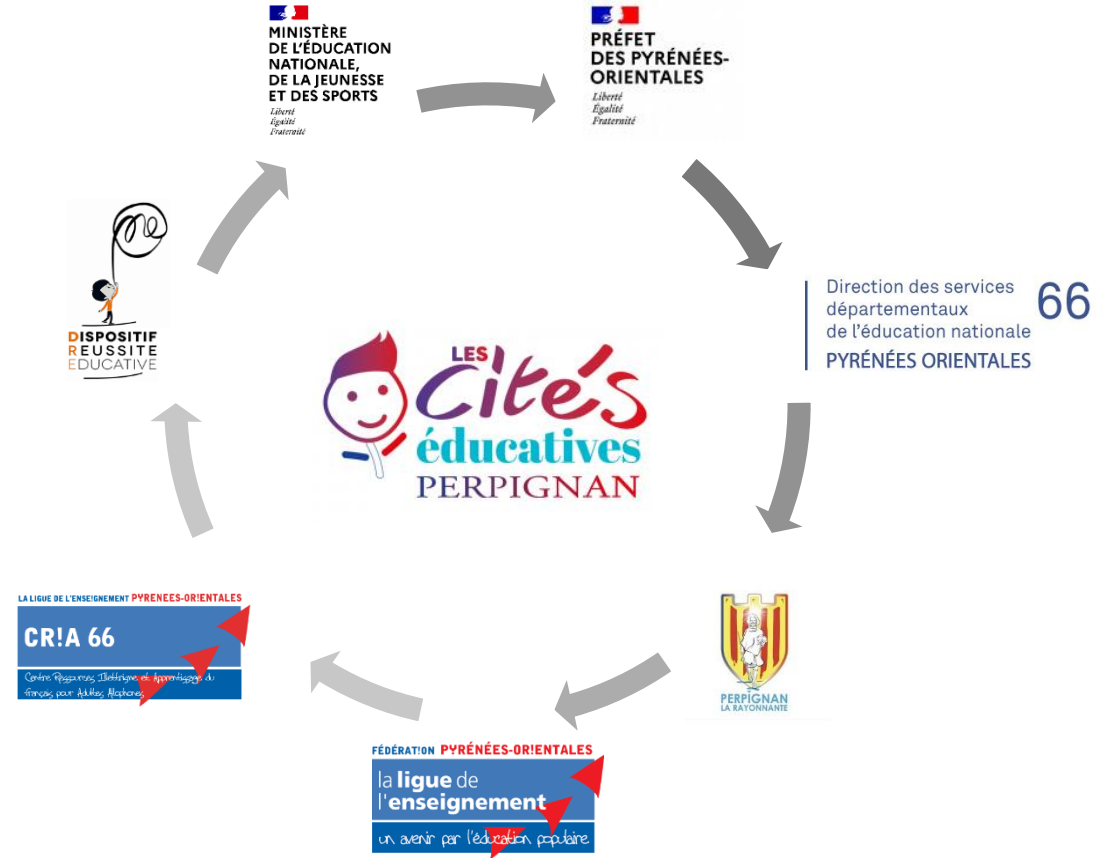 MINISTÈRE
DE L'ÉDUCATION
NATIONALE,
DE LA JEUNESSE
ET DES SPORTS
Liberté
Égalité
Fraternité
PRÉFET
DES PYRÉNÉES-
ORIENTALES
Liberté
Égalité
Fraternité
DISPOSITIF
REUSSITE
EDUCATIVE
Direction des services
départementaux
de l'éducation nationale
66
PYRÉNÉES ORIENTALES
LES
Cités
éducatives
PERPIGNAN
LA LIGUE DE L'ENSE!GNEMENT PYRENEES-OR!ENTALES
CR!A 66
Centre Ressources Illettrisme et Apprentissage du
français pour Adultes Allophones
PERPIGNAN
LA RAYONNANTE
FÉDÉRAT!ON PYRÉNÉES-OR!ENTALES
la ligue de
l'enseignement
un avenir par l'éducation populaire